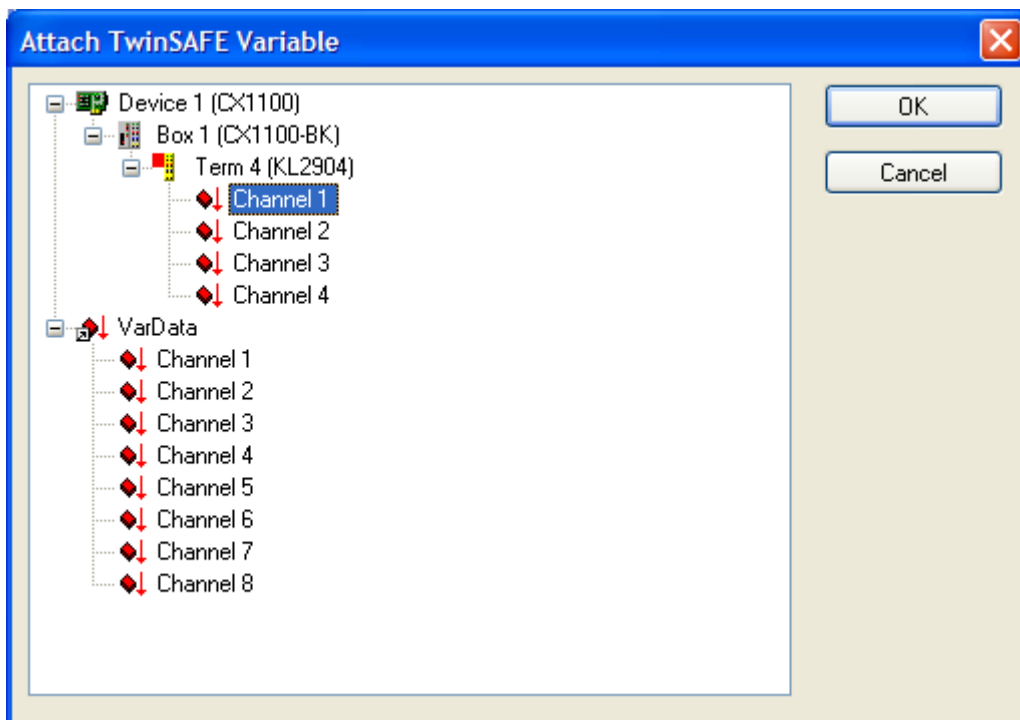 Attach TwinSAFE Variable
Device 1 (CX1100)
OK
Box 1 (CX1100-BK)
Term 4 (KL2904)
Cancel
Channel 1
Channel 2
Channel 3
Channel 4
VarData
Channel 1
Channel 2
Channel 3
Channel 4
Channel 5
Channel 6
Channel 7
Channel 8